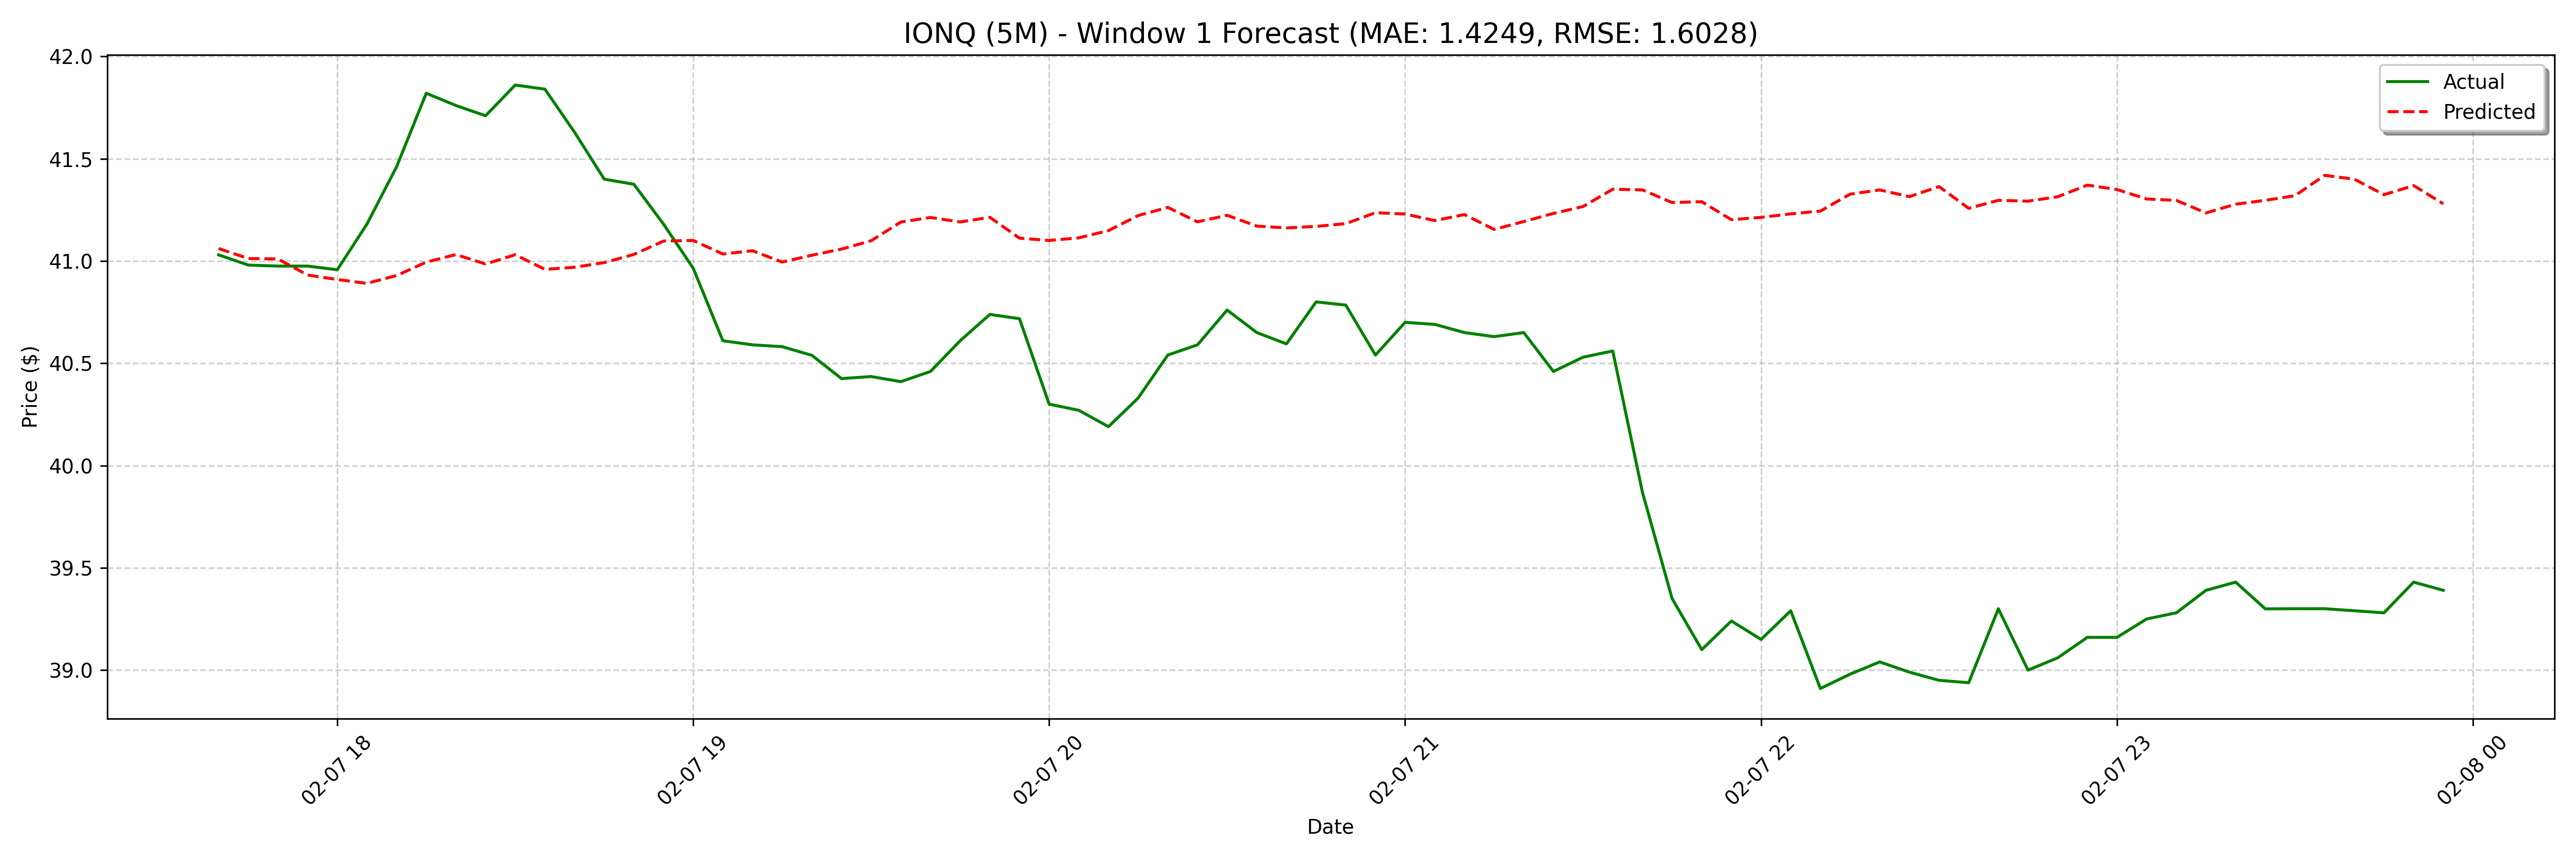 IONQ (5M) - Window 1 Forecast (MAE: 1.4249, RMSE: 1.6028)
Actual
Predicted
Price ($)
42.0
41.5
41.0
40.5
40.0
39.5
39.0
02-07 18
02-07 19
02-07 20
02-07 21
02-07 22
02-07 23
02-08 00
Date